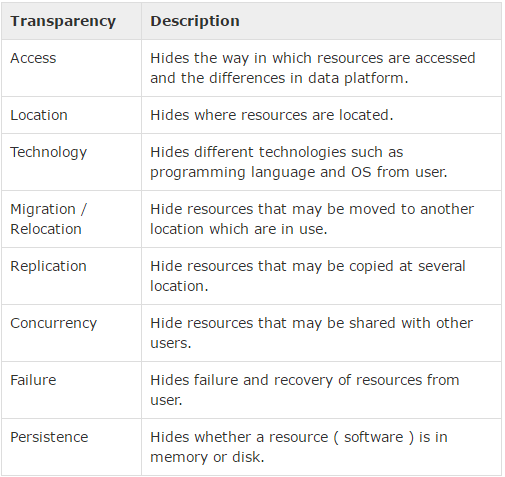 Transparency Description
Access Hides the way in which resources are accessed
and the differences in data platform.
Location Hides where resources are located.
Technology Hides different technologies such as
programming language and OS from user.
Migration / Hide resources that may be moved to another
Relocation location which are in use.
Replication Hide resources that may be copied at several
location.
Concurrency Hide resources that may be shared with other
users.
Failure Hides failure and recovery of resources from
user.
Persistence Hides whether a resource ( software ) is in
memory or disk.